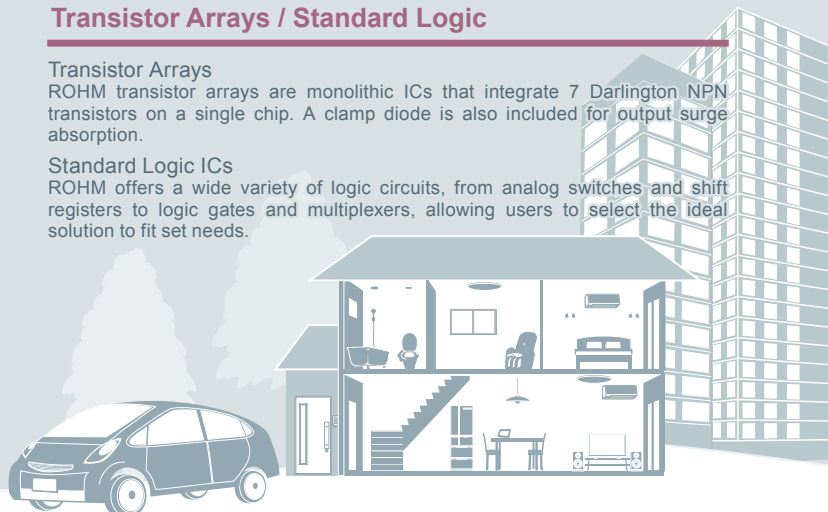 Transistor Arrays / Standard Logic
Transistor Arrays
ROHM transistor arrays are monolithic ICs that integrate 7 Darlington NPN
transistors on a single chip. A clamp diode is also included for output surge
absorption.
Standard Logic ICs
ROHM offers a wide variety of logic circuits, from analog switches and shift
registers to logic gates and multiplexers, allowing users to select the ideal
solution to fit set needs.